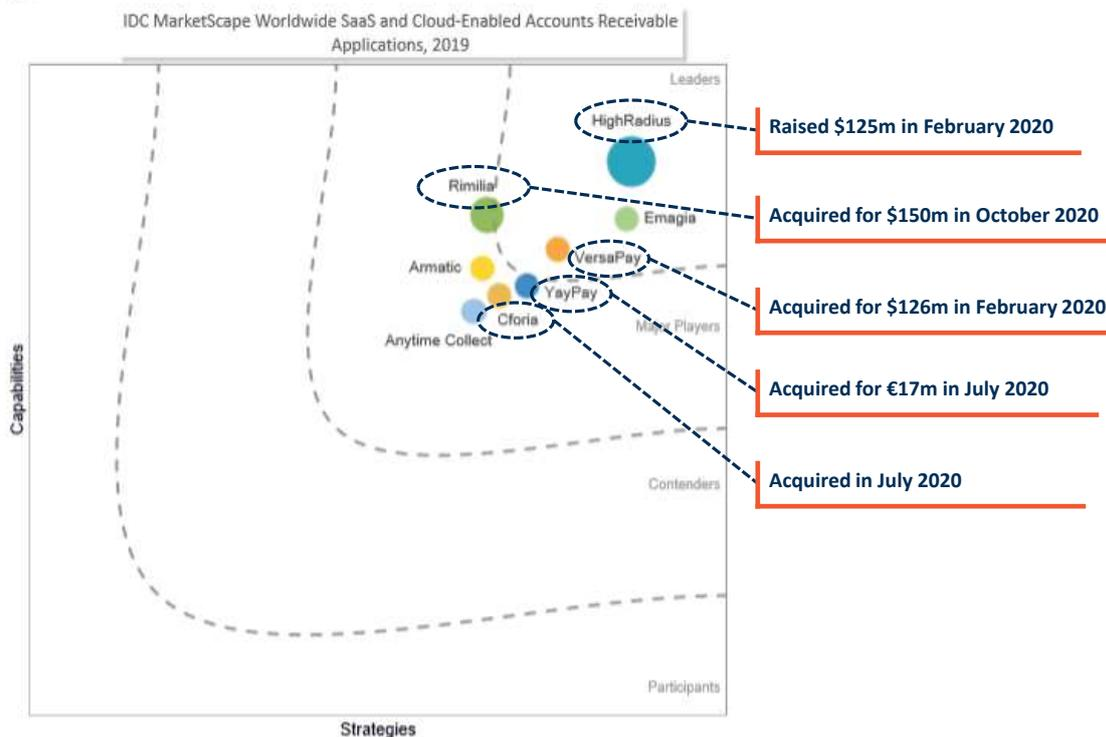 IDC MarketScape Worldwide SaaS and Cloud-Enabled Accounts Receivable
Applications, 2019
Leaders
HighRadius
Raised $125m in February 2020
Rimilia
Acquired for $150m in October 2020
Emagia
VersaPay
Armatic
YayPay
Acquired for $126m in February 2020
Cforia
Major Players
Anytime Collect
Acquired for €17m in July 2020
Capabilities
Acquired in July 2020
Contenders
Participants
Strategies